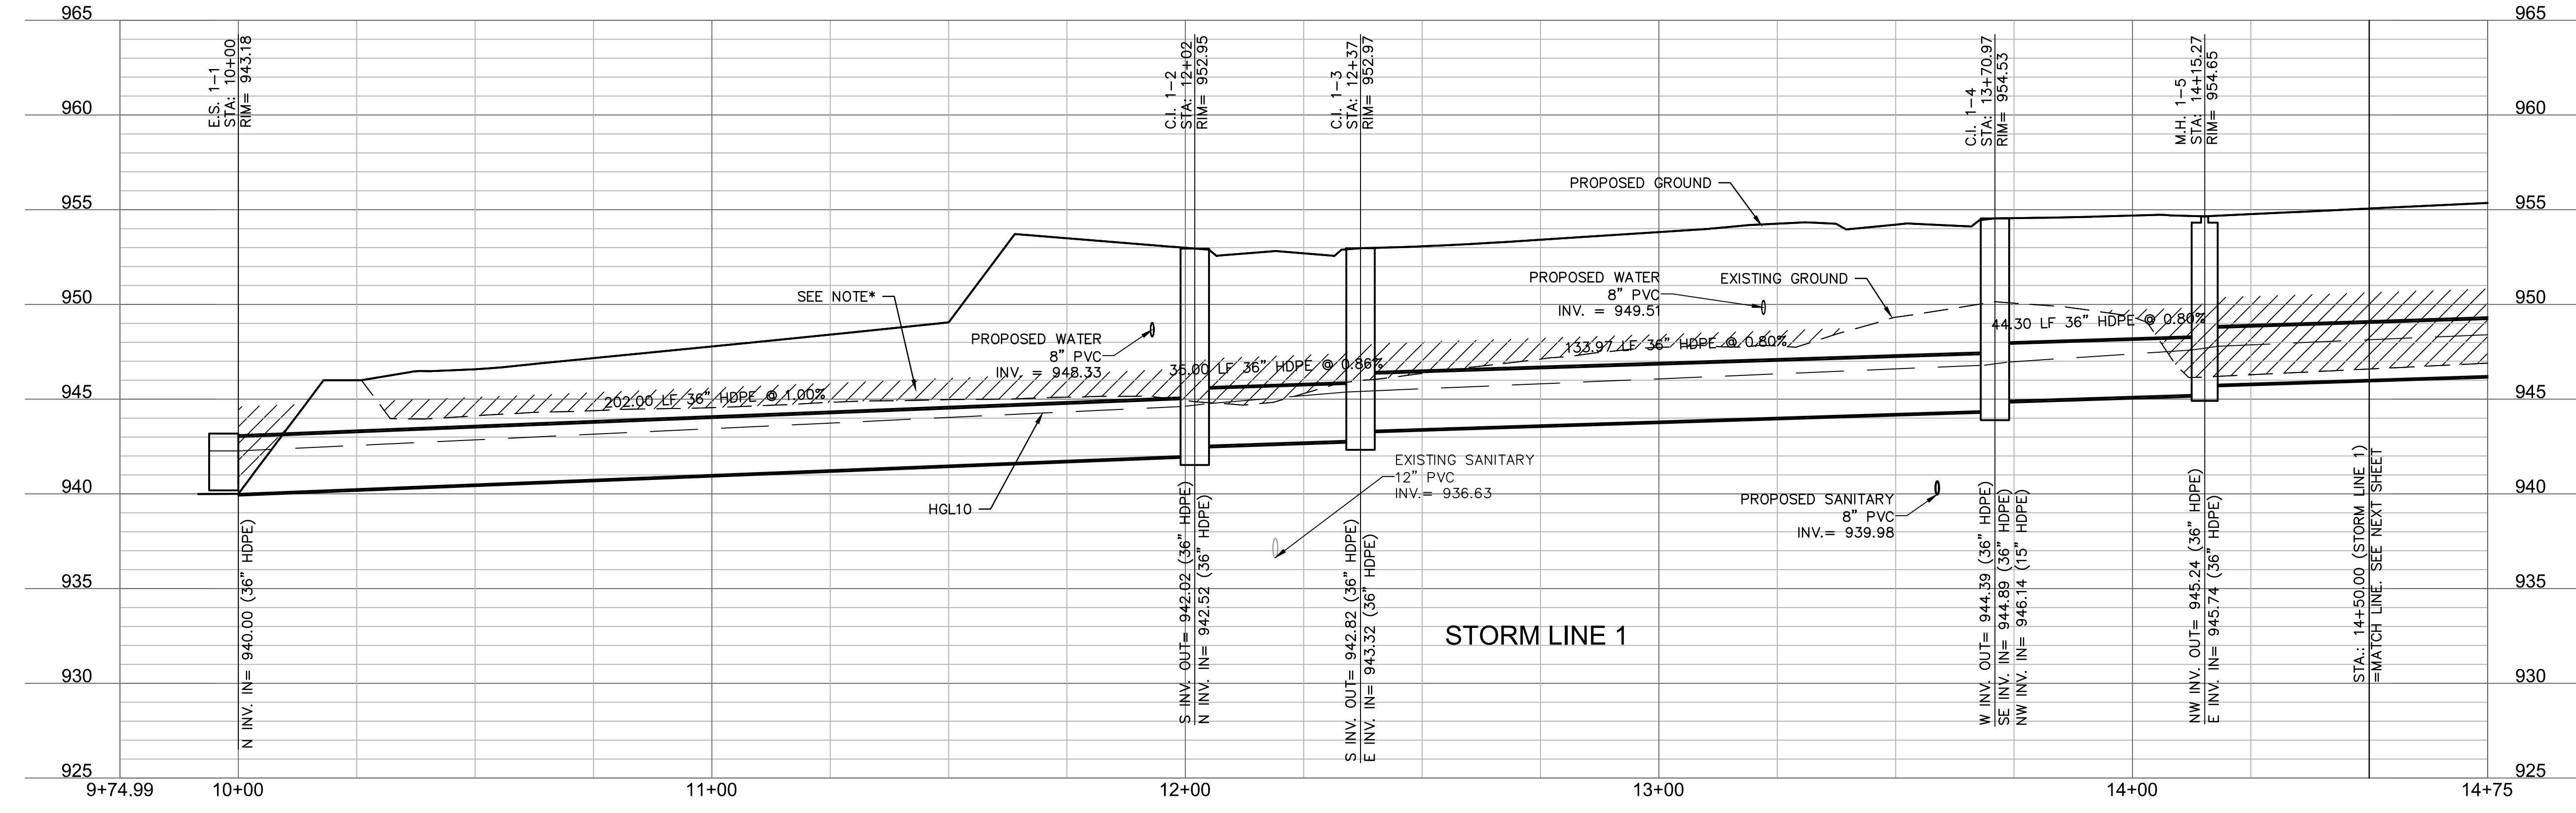 965
965
960
960
955
955
950
950
945
945
940
940
935
935
930
930
925
925
E.S. 1-1
STA: 10+00
RIM= 943.18
C.I. 1-2
STA: 12+02
RIM= 952.95
C.I. 1-3
STA: 12+37
RIM= 952.97
C.I. 1-4
STA: 13+70.97
RIM= 954.53
M.H. 1-5
STA: 14+15.27
RIM= 954.65
PROPOSED GROUND
SEE NOTE*
PROPOSED WATER
8" PVC
INV. = 948.33
PROPOSED WATER
8" PVC
INV. = 949.51
EXISTING GROUND
202.00 LF 36" HDPE @ 1.00%
35.00 LF 36" HDPE @ 0.86%
133.97 LF 36" HDPE @ 0.80%
44.30 LF 36" HDPE @ 0.80%
HGL10
EXISTING SANITARY
12" PVC
INV.= 936.63
PROPOSED SANITARY
8" PVC
INV.= 939.98
N INV. IN= 940.00 (36" HDPE)
S INV. OUT= 942.02 (36" HDPE)
N INV. IN= 942.52 (36" HDPE)
S INV. OUT= 942.82 (36" HDPE)
E INV. IN= 943.32 (36" HDPE)
W INV. OUT= 944.39 (36" HDPE)
SE INV. IN= 944.89 (36" HDPE)
NW INV. IN= 946.14 (15" HDPE)
NW INV. OUT= 945.24 (36" HDPE)
E INV. IN= 945.74 (36" HDPE)
STA.: 14+50.00 (STORM LINE 1)
=MATCH LINE. SEE NEXT SHEET
STORM LINE 1
9+74.99
10+00
11+00
12+00
13+00
14+00
14+75